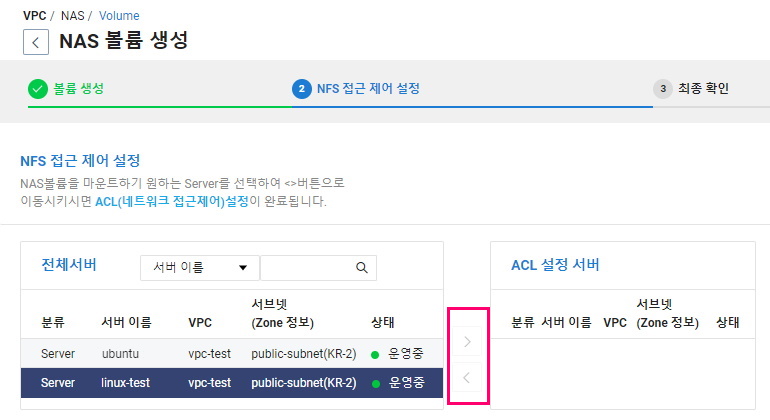 VPC / NAS / Volume
< NAS 볼륨 생성
볼륨 생성
2 NFS 접근 제어 설정
3 최종 확인
NFS 접근 제어 설정
NAS볼륨을 마운트하기 원하는 Server를 선택하여 <>버튼으로
이동시키시면 ACL(네트워크 접근제어)설정이 완료됩니다.
전체서버 서버 이름
분류 서버 이름 VPC 서브넷 (Zone 정보) 상태
Server ubuntu vpc-test public-subnet(KR-2) 운영중
Server linux-test vpc-test public-subnet(KR-2) 운영중
>
<
ACL 설정 서버
분류 서버 이름 VPC 서브넷 (Zone 정보) 상태